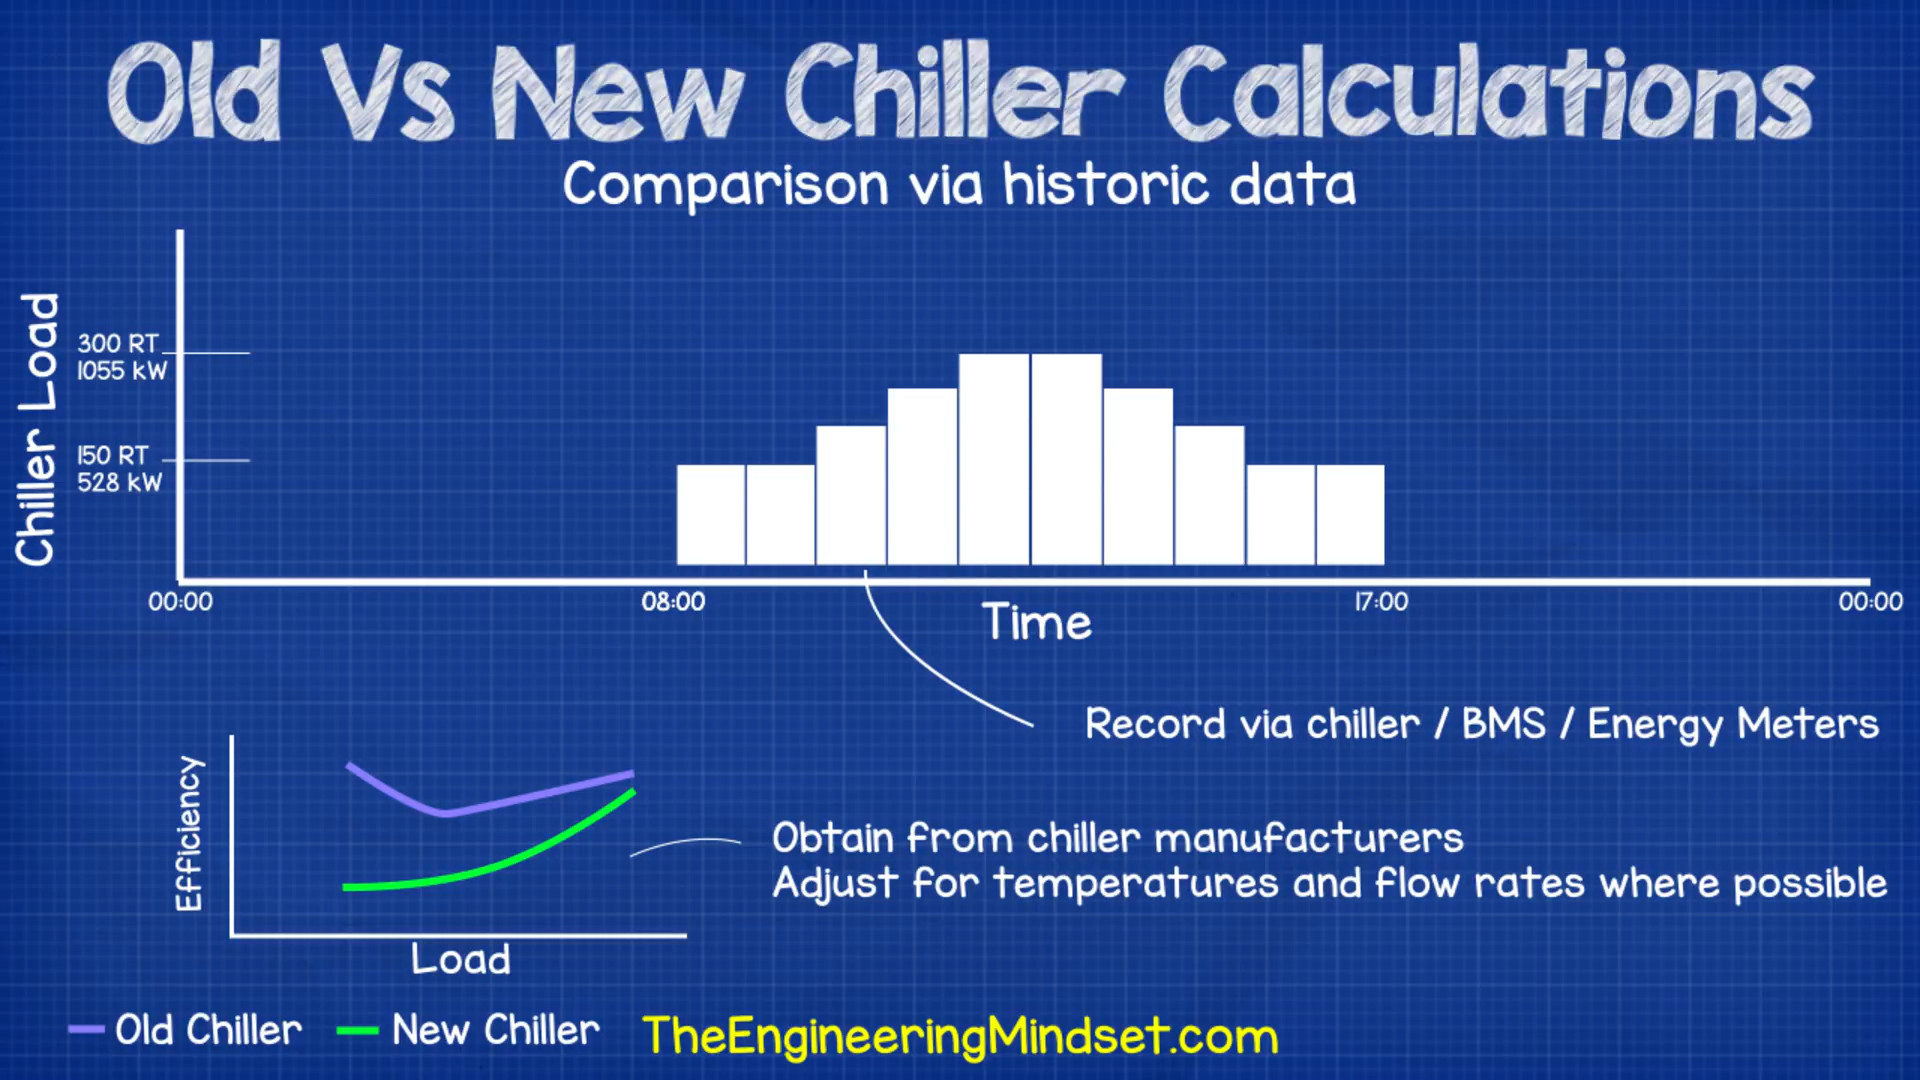 Old Vs New Chiller Calculations
Comparison via historic data
Chiller Load
300 RT
1055 kW
150 RT
528 kW
00:00
08:00
17:00
00:00
Time
Record via chiller / BMS / Energy Meters
Efficiency
Load
Obtain from chiller manufacturers
Adjust for temperatures and flow rates where possible
Old Chiller
New Chiller
TheEngineeringMindset.com